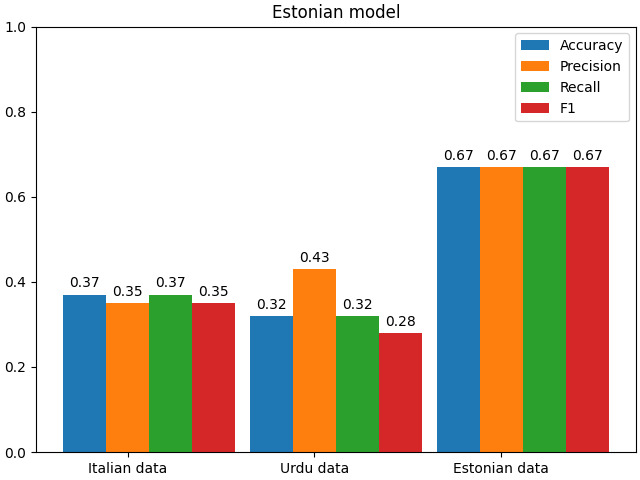 Estonian model
1.0
0.8
0.6
0.4
0.2
0.0
Accuracy
Precision
Recall
F1
0.37
0.35
0.37
0.35
0.32
0.43
0.32
0.28
0.67
0.67
0.67
0.67
Italian data
Urdu data
Estonian data